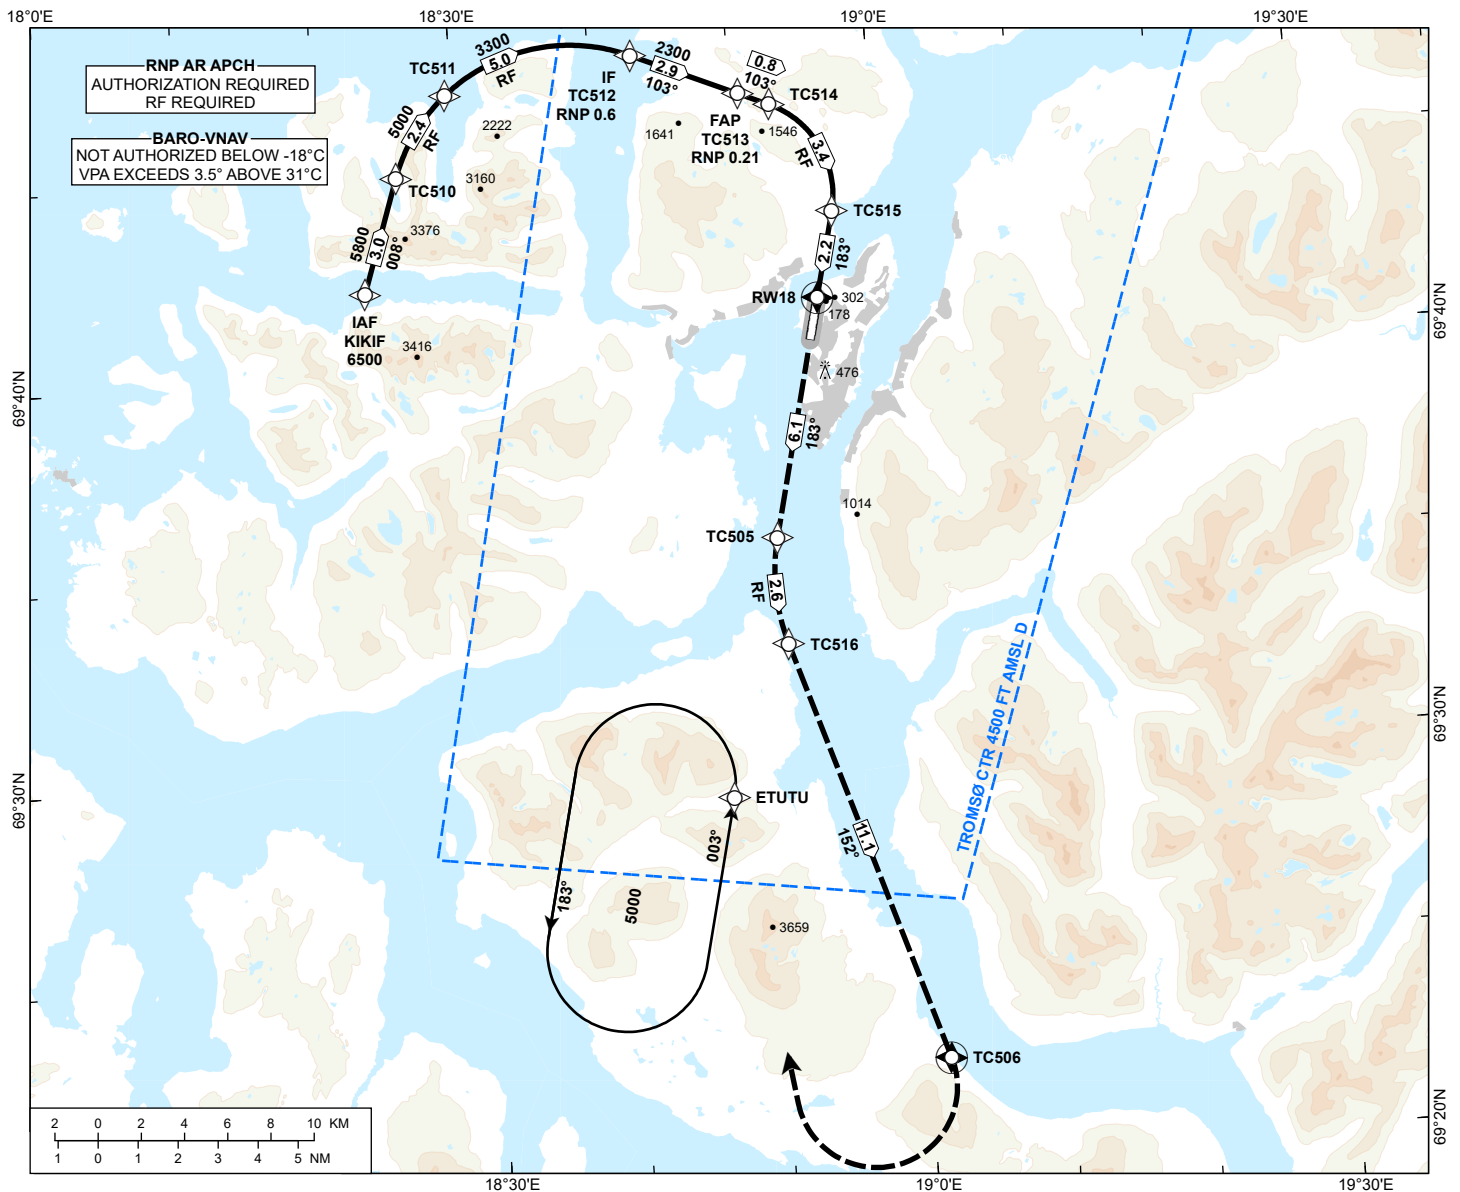 18°0'E
18°30'E
19°0'E
19°30'E
RNP AR APCH
AUTHORIZATION REQUIRED
RF REQUIRED
BARO-VNAV
NOT AUTHORIZED BELOW -18°C
VPA EXCEEDS 3.5° ABOVE 31°C
TC511
3300
5.0
RF
IF
TC512
RNP 0.6
2300
2.9
103°
0.8
103°
TC514
FAP
TC513
RNP 0.21
1641
1546
3.4
RF
5000
2.4
RF
2222
TC510
3160
3376
5800
3.0
008°
IAF
KIKIF
6500
3416
TC515
2.2
183°
RW18
302
178
476
6.1
183°
69°40'N
69°40'N
1014
TC505
2.6
RF
TC516
TROMSØ CTR 4500 FT AMSL D
69°30'N
69°30'N
ETUTU
003°
183°
5000
11.1
152°
3659
TC506
69°20'N
2 0 2 4 6 8 10 KM
1 0 1 2 3 4 5 NM
18°30'E
19°0'E
19°30'E